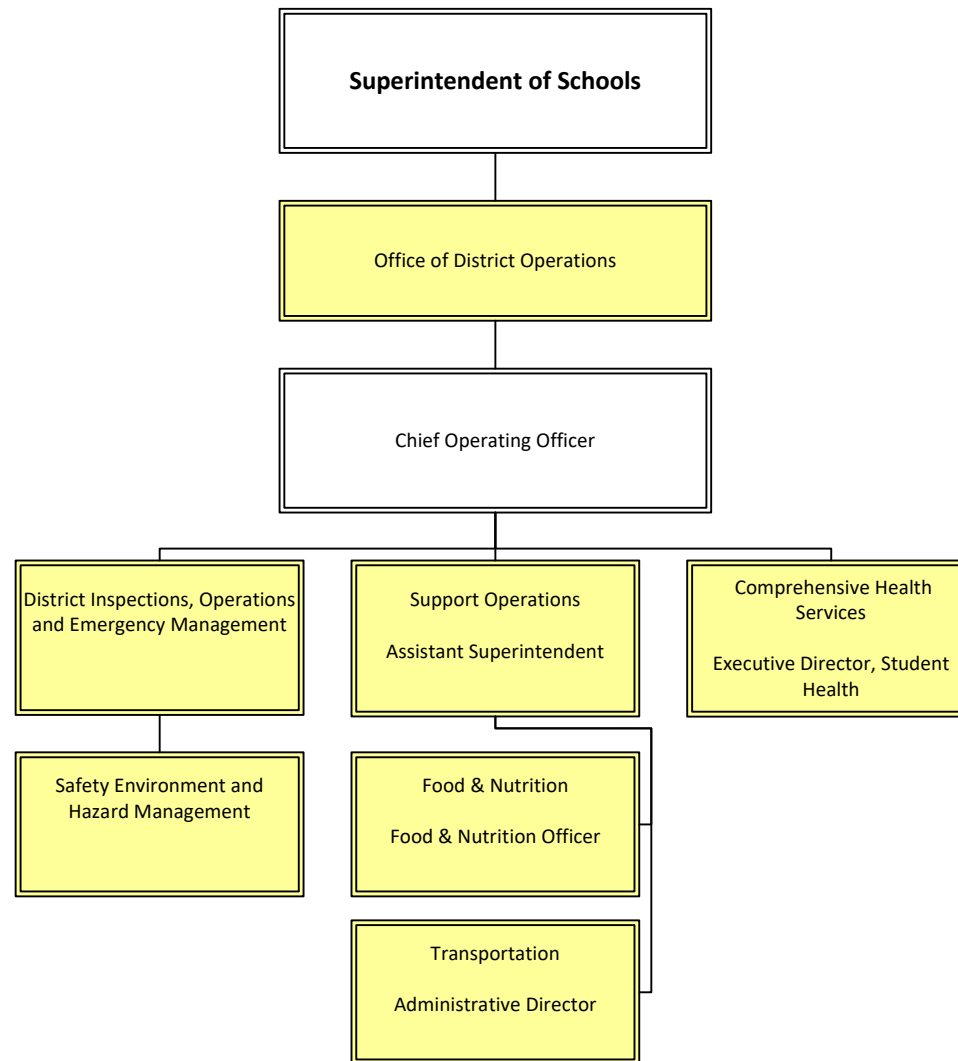 Superintendent of Schools
Office of District Operations
Chief Operating Officer
District Inspections, Operations
and Emergency Management
Support Operations
Assistant Superintendent
Comprehensive Health
Services
Executive Director, Student
Health
Safety Environment and
Hazard Management
Food & Nutrition
Food & Nutrition Officer
Transportation
Administrative Director